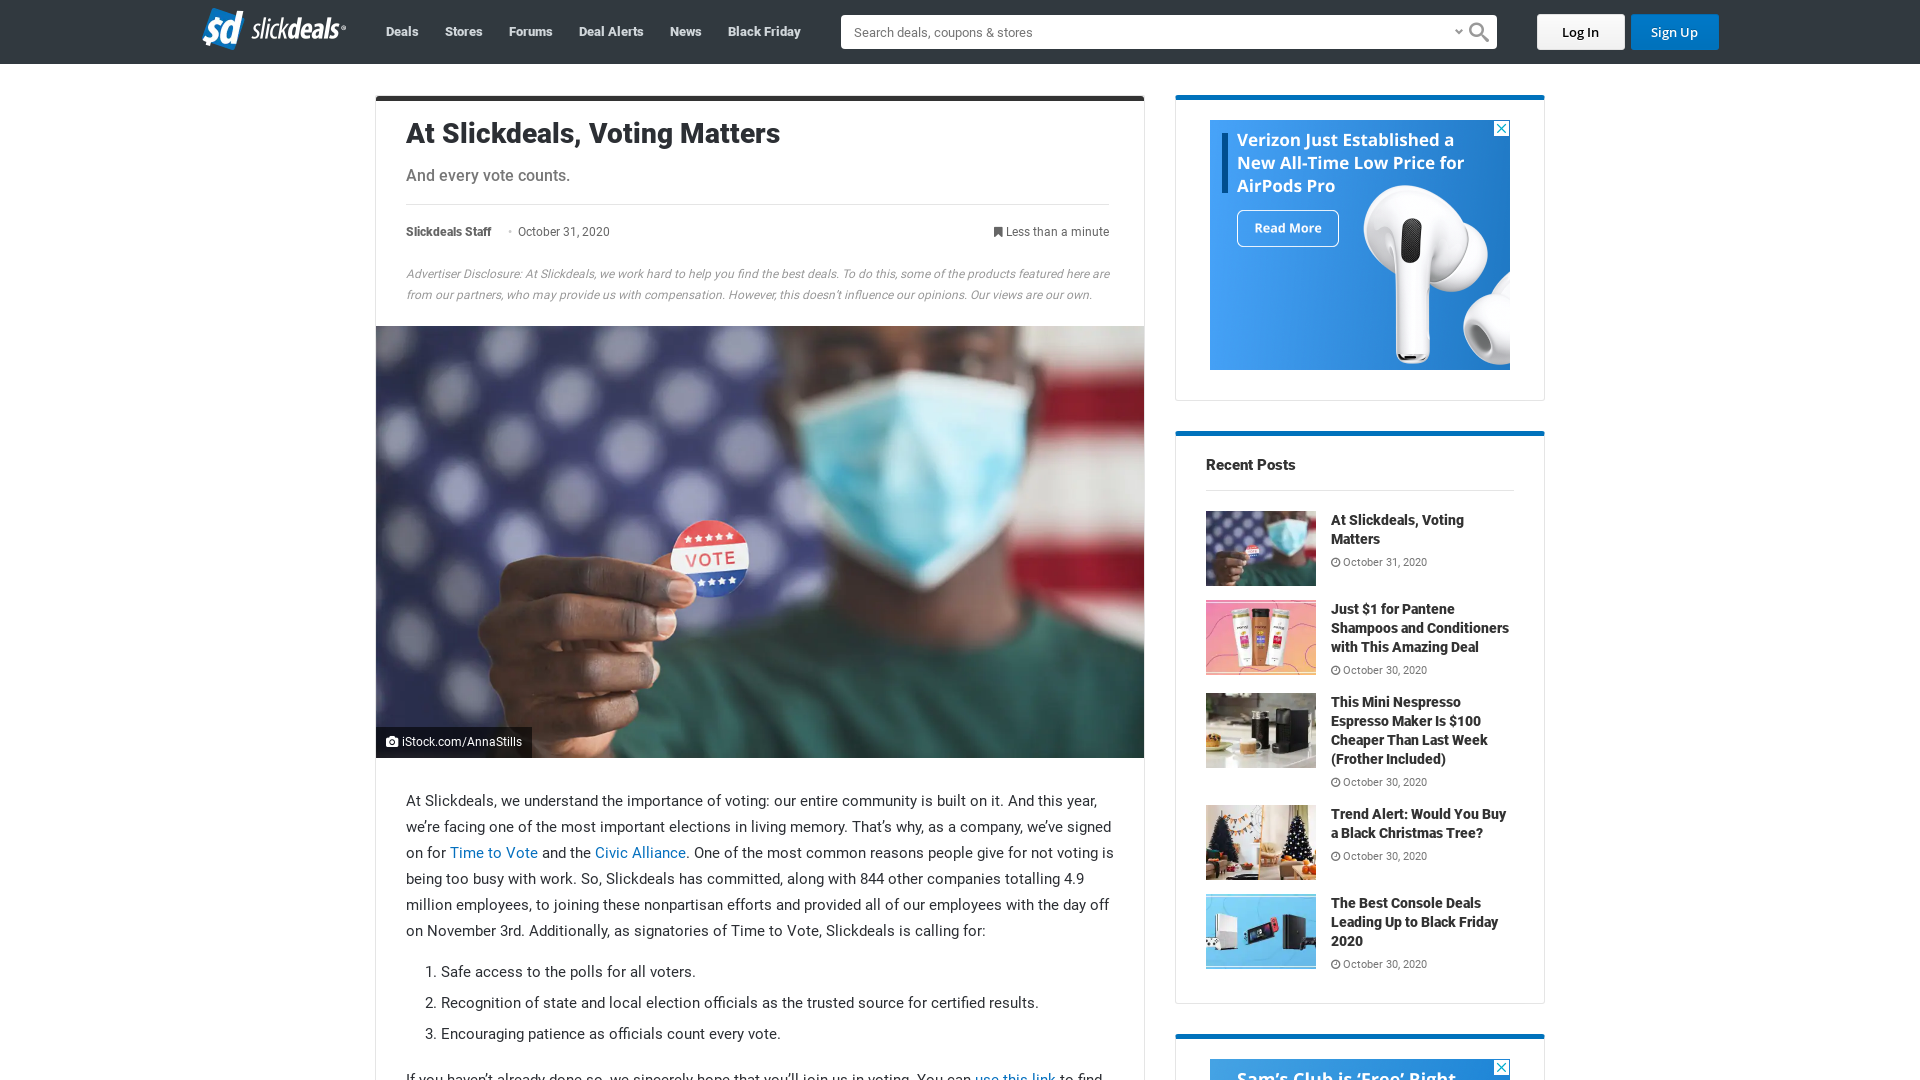 sd slickdeals
Deals
Stores
Forums
Deal Alerts
News
Black Friday
Search deals, coupons & stores
Log In
Sign Up
At Slickdeals, Voting Matters
And every vote counts.
Slickdeals Staff • October 31, 2020
Less than a minute
Advertiser Disclosure: At Slickdeals, we work hard to help you find the best deals. To do this, some of the products featured here are
from our partners, who may provide us with compensation. However, this doesn’t influence our opinions. Our views are our own.
VOTE
iStock.com/AnnaStills
At Slickdeals, we understand the importance of voting: our entire community is built on it. And this year,
we’re facing one of the most important elections in living memory. That’s why, as a company, we’ve signed
on for Time to Vote and the Civic Alliance. One of the most common reasons people give for not voting is
being too busy with work. So, Slickdeals has committed, along with 844 other companies totalling 4.9
million employees, to joining these nonpartisan efforts and provided all of our employees with the day off
on November 3rd. Additionally, as signatories of Time to Vote, Slickdeals is calling for:
1. Safe access to the polls for all voters.
2. Recognition of state and local election officials as the trusted source for certified results.
3. Encouraging patience as officials count every vote.
If you haven’t already done so, we sincerely hope that you’ll join us in voting. You can use this link to find
Verizon Just Established a
New All-Time Low Price for
AirPods Pro
Read More
Recent Posts
At Slickdeals, Voting
Matters
October 31, 2020
Just $1 for Pantene
Shampoos and Conditioners
with This Amazing Deal
October 30, 2020
This Mini Nespresso
Espresso Maker Is $100
Cheaper Than Last Week
(Frother Included)
October 30, 2020
Trend Alert: Would You Buy
a Black Christmas Tree?
October 30, 2020
The Best Console Deals
Leading Up to Black Friday
2020
October 30, 2020
Sam’s Club is ‘Free’ Right